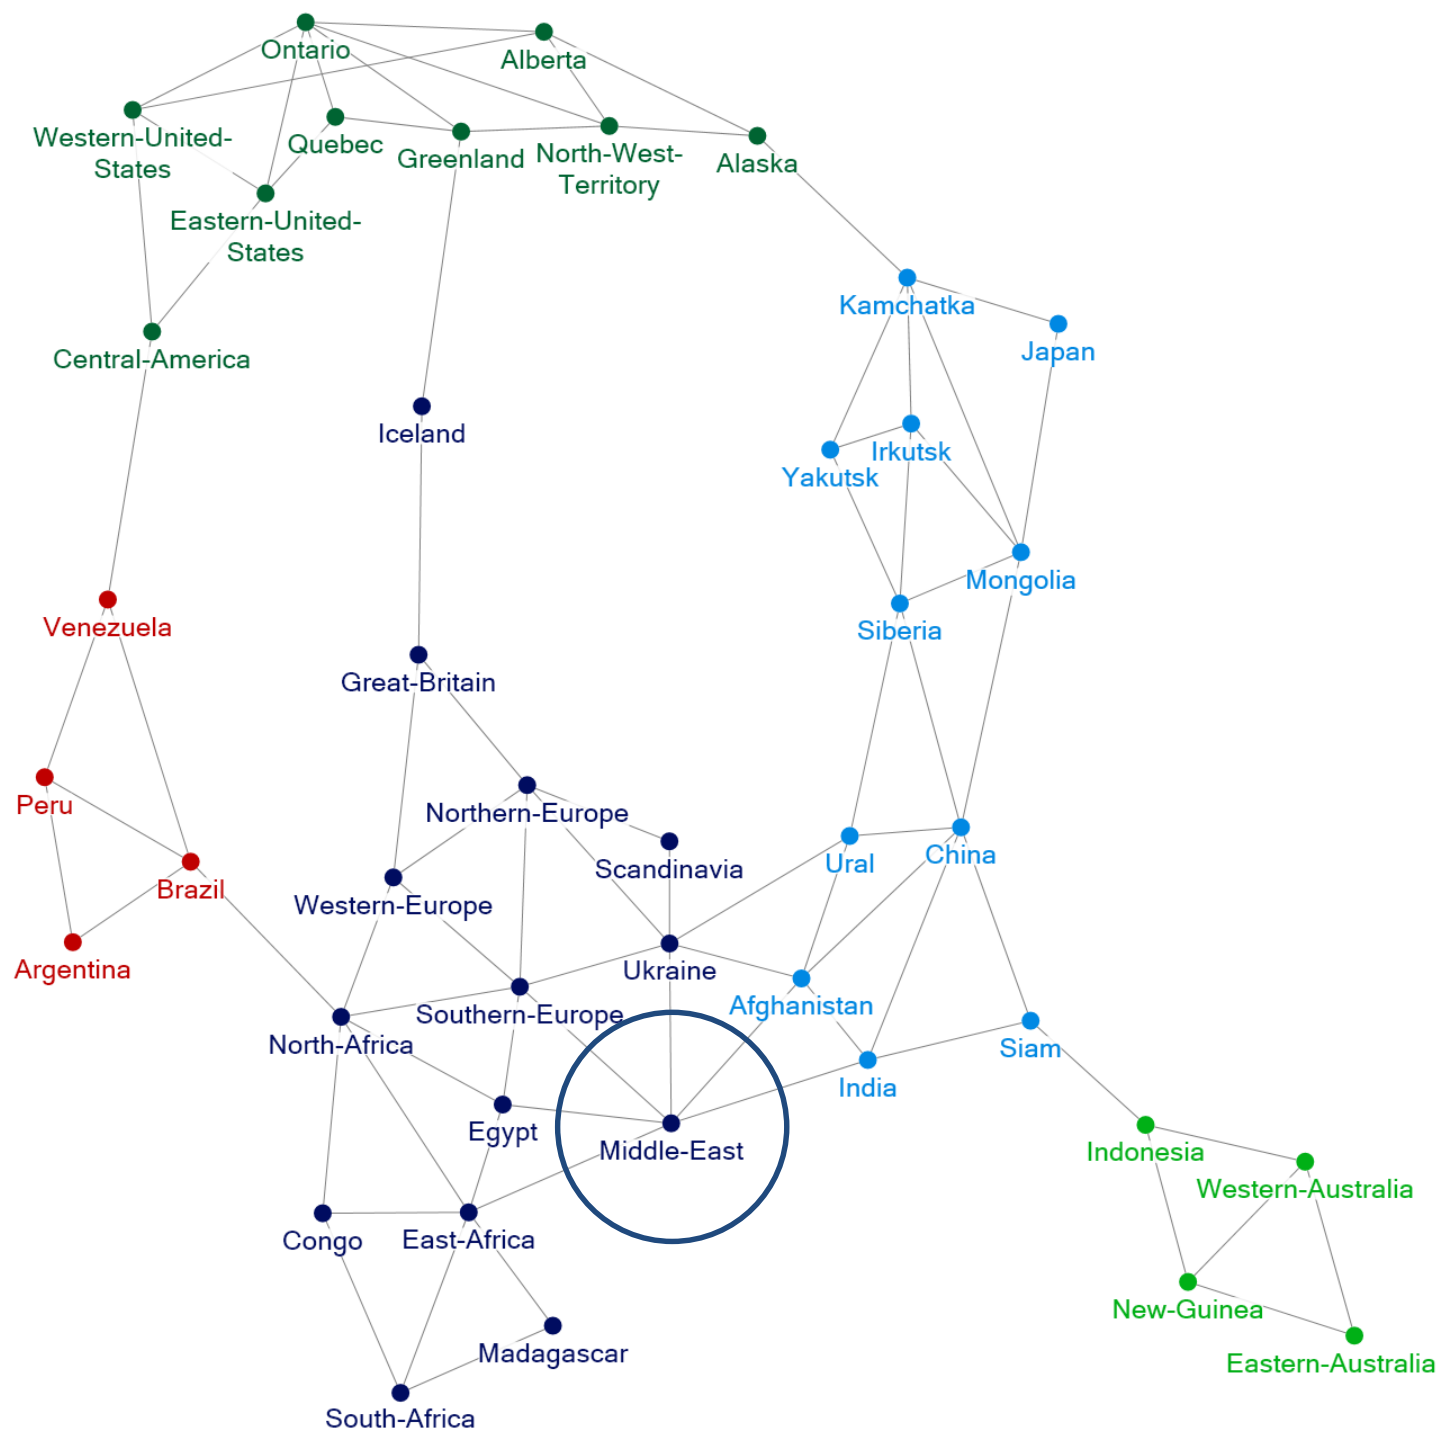 Ontario
Alberta
Western-United-
States
Quebec
Greenland
North-West-
Territory
Alaska
Eastern-United-
States
Kamchatka
Japan
Central-America
Iceland
Irkutsk
Yakutsk
Mongolia
Venezuela
Siberia
Great-Britain
Peru
Northern-Europe
Scandinavia
Ural
China
Brazil
Western-Europe
Argentina
Ukraine
Afghanistan
Southern-Europe
North-Africa
Siam
India
Egypt
Middle-East
Indonesia
Western-Australia
Congo
East-Africa
New-Guinea
Madagascar
Eastern-Australia
South-Africa